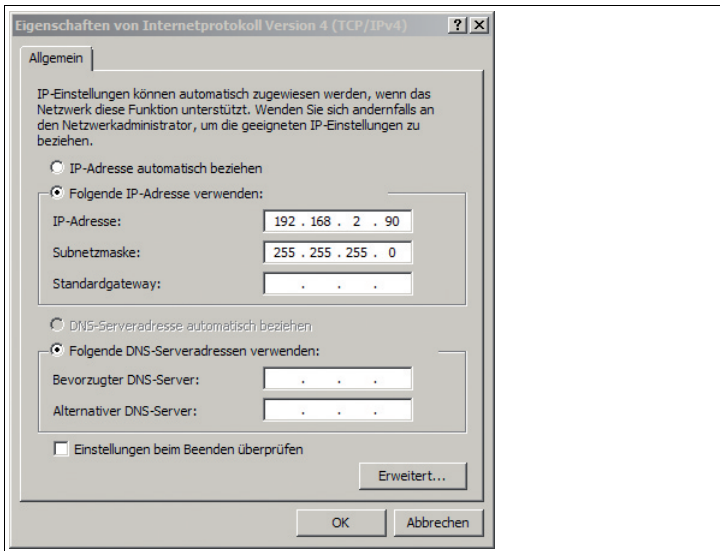 Eigenschaften von Internetprotokoll Version 4 (TCP/IPv4)
Allgemein
IP-Einstellungen können automatisch zugewiesen werden, wenn das
Netzwerk diese Funktion unterstützt. Wenden Sie sich andernfalls an
den Netzwerkadministrator, um die geeigneten IP-Einstellungen zu
beziehen.
IP-Adresse automatisch beziehen
Folgende IP-Adresse verwenden:
IP-Adresse: 192 . 168 . 2 . 90
Subnetzmaske: 255 . 255 . 255 . 0
Standardgateway: . . .
DNS-Serveradresse automatisch beziehen
Folgende DNS-Serveradressen verwenden:
Bevorzugter DNS-Server: . . .
Alternativer DNS-Server: . . .
Einstellungen beim Beenden überprüfen
Erweitert...
OK Abbrechen